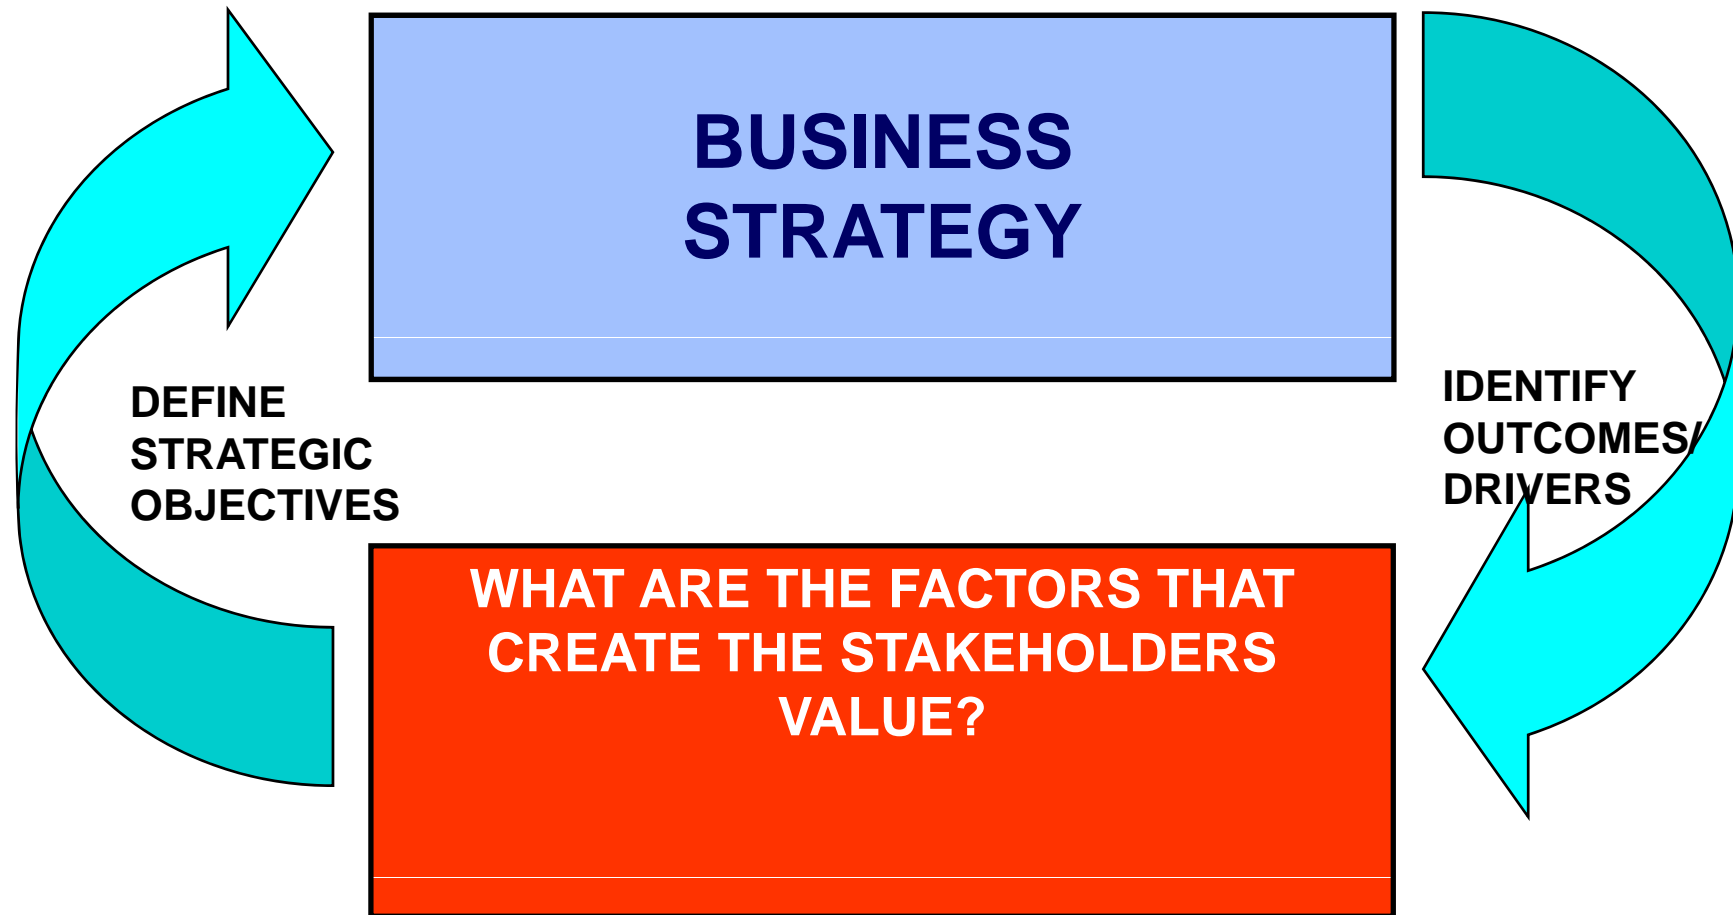 BUSINESS
STRATEGY
DEFINE
STRATEGIC
OBJECTIVES
IDENTIFY
OUTCOMES/
DRIVERS
WHAT ARE THE FACTORS THAT
CREATE THE STAKEHOLDERS
VALUE?